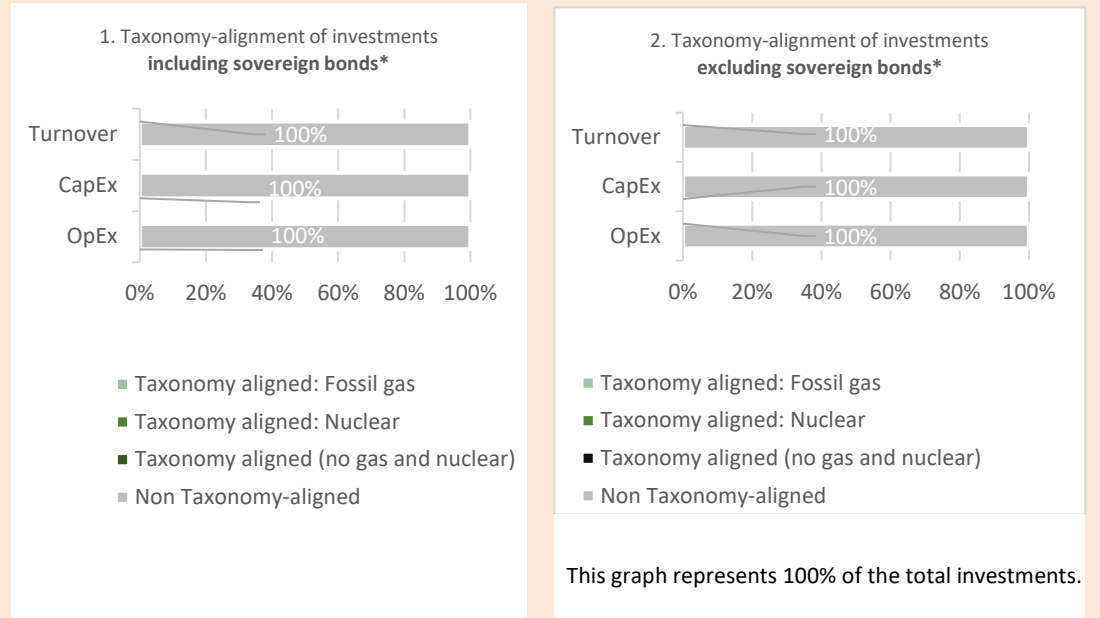 1. Taxonomy-alignment of investments
including sovereign bonds*
Turnover
100%
CapEx
100%
OpEx
100%
0% 20% 40% 60% 80% 100%
Taxonomy aligned: Fossil gas
Taxonomy aligned: Nuclear
Taxonomy aligned (no gas and nuclear)
Non Taxonomy-aligned
2. Taxonomy-alignment of investments
excluding sovereign bonds*
Turnover
100%
CapEx
100%
OpEx
100%
0% 20% 40% 60% 80% 100%
Taxonomy aligned: Fossil gas
Taxonomy aligned: Nuclear
Taxonomy aligned (no gas and nuclear)
Non Taxonomy-aligned
This graph represents 100% of the total investments.